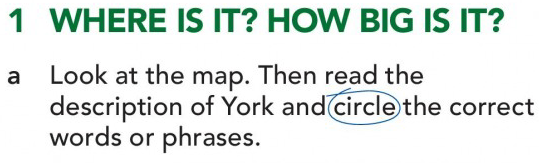 1 WHERE IS IT? HOW BIG IS IT?
a Look at the map. Then read the
description of York and circle the correct
words or phrases.